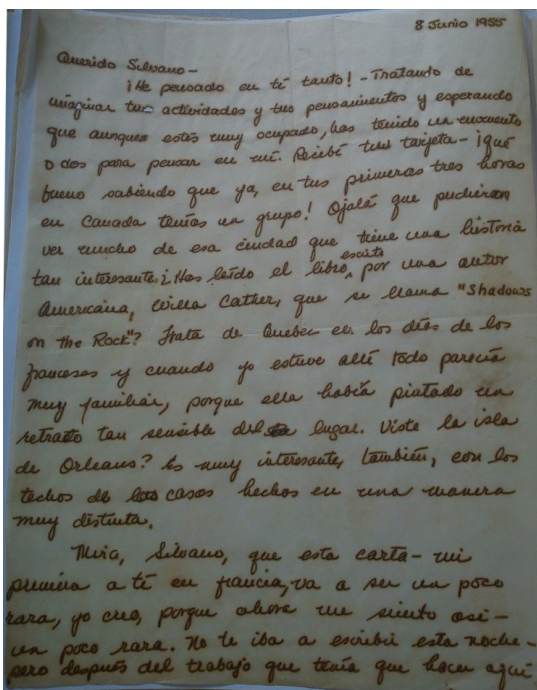 8 Junio 1955
Querido Silvano-
¡He pensado en ti tanto! - Tratando de
imaginar tus actividades y tus pensamientos y esperando
que aunque estés muy ocupado, has tenido un momento
o dos para pensar en mí. Recibí tus tarjeta - ¡qué
bueno sabiendo que ya, en tus primeras tres horas
en Canada tenías un grupo! Ojalá que pudieran
ver mucho de esa ciudad que tiene una historia
tan interesante. ¿Has leído el libro, escrito por una autor
Americana, Willa Cather, que se llama "Shadows
on the Rock"? Trata de Quebec en los días de los
franceses y cuando yo estuve allí todo parecía
muy familiar, porque ella había pintado un
retrato tan sensible del lugar. Viste la isla
de Orleans? Es muy interesante, también, con los
techos de las casas hechos en una manera
muy distinta.
Mira, Silvano, que esta carta - mi
primera a ti en francia, va a ser un poco
rara, yo creo, porque ahora me siento así -
un poco rara. No te iba a escribir esta noche -
pero después del trabajo que tenía que hacer aquí